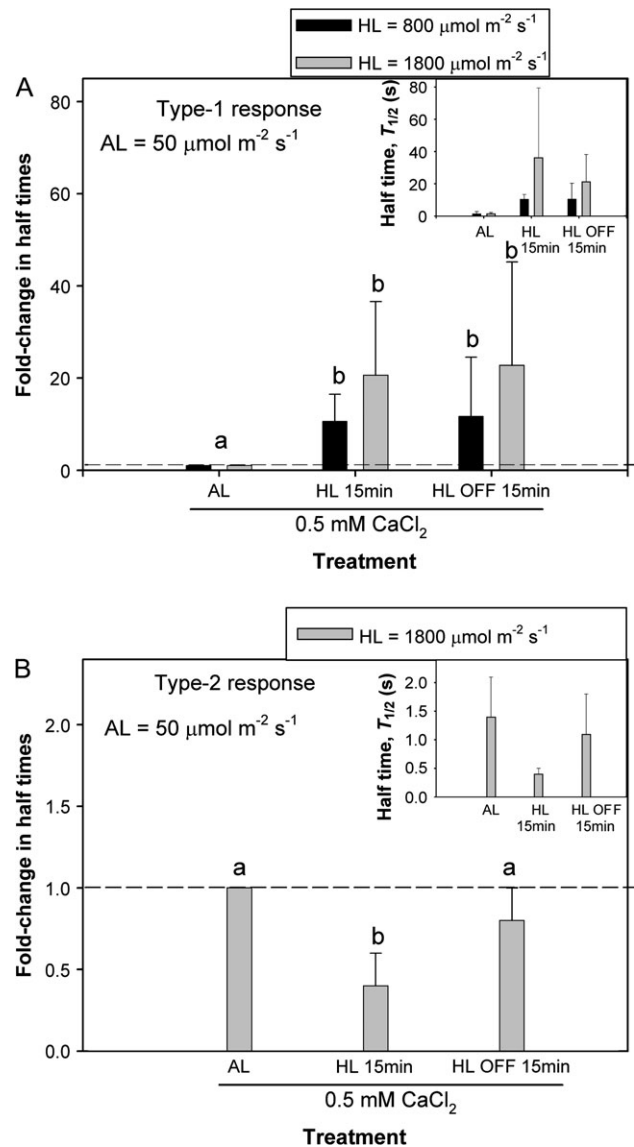 HL = 800 μmol m-2 s-1
HL = 1800 μmol m-2 s-1
A
Type-1 response
AL = 50 μmol m-2 s-1
Fold-change in half times
80
60
40
20
0
Half time, T1/2 (s)
80
60
40
20
0
AL
HL
15min
HL OFF
15min
a
b
b
b
b
AL
HL 15min
HL OFF 15min
0.5 mM CaCl2
Treatment
HL = 1800 μmol m-2 s-1
B
Type-2 response
AL = 50 μmol m-2 s-1
Fold-change in half times
2.0
1.5
1.0
0.5
0.0
Half time, T1/2 (s)
2.0
1.5
1.0
0.5
0.0
AL
HL
15min
HL OFF
15min
a
b
a
AL
HL 15min
HL OFF 15min
0.5 mM CaCl2
Treatment